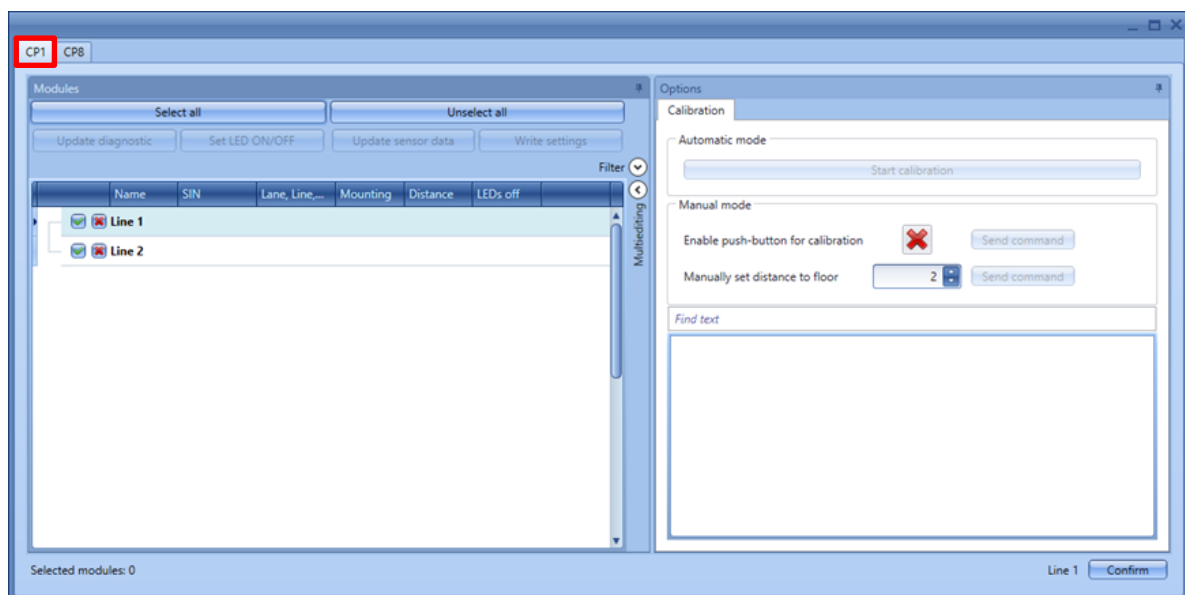 CP1 CP8
Modules
Select all Unselect all
Update diagnostic Set LED ON/OFF Update sensor data Write settings
Filter
Name SIN Lane, Line,... Mounting Distance LEDs off
Line 1
Line 2
Multiediting
Options
Calibration
Automatic mode
Start calibration
Manual mode
Enable push-button for calibration Send command
Manually set distance to floor 2 Send command
Find text
Selected modules: 0
Line 1 Confirm